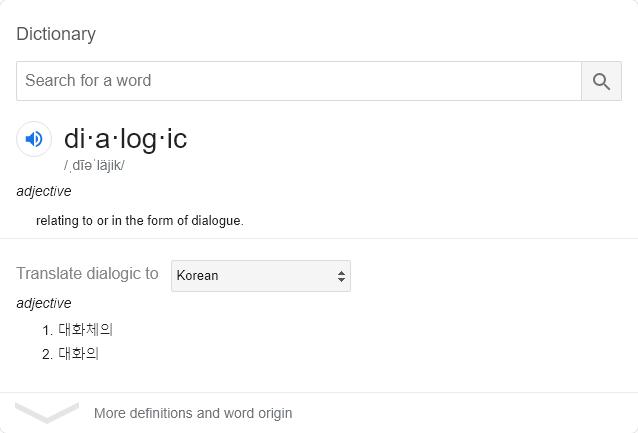 Dictionary
Search for a word
di·a·log·ic
/ˌdīəˈläjik/
adjective
relating to or in the form of dialogue.
Translate dialogic to Korean
adjective
1. 대화체의
2. 대화의
More definitions and word origin